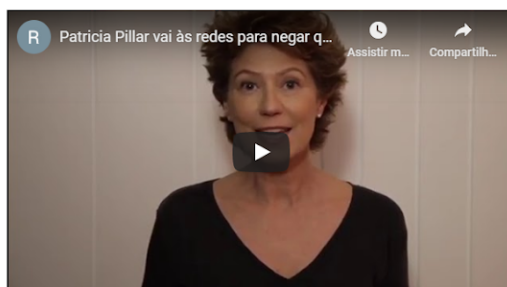 R
Patricia Pillar vai às redes para negar q...
Assistir m...
Compartilh...